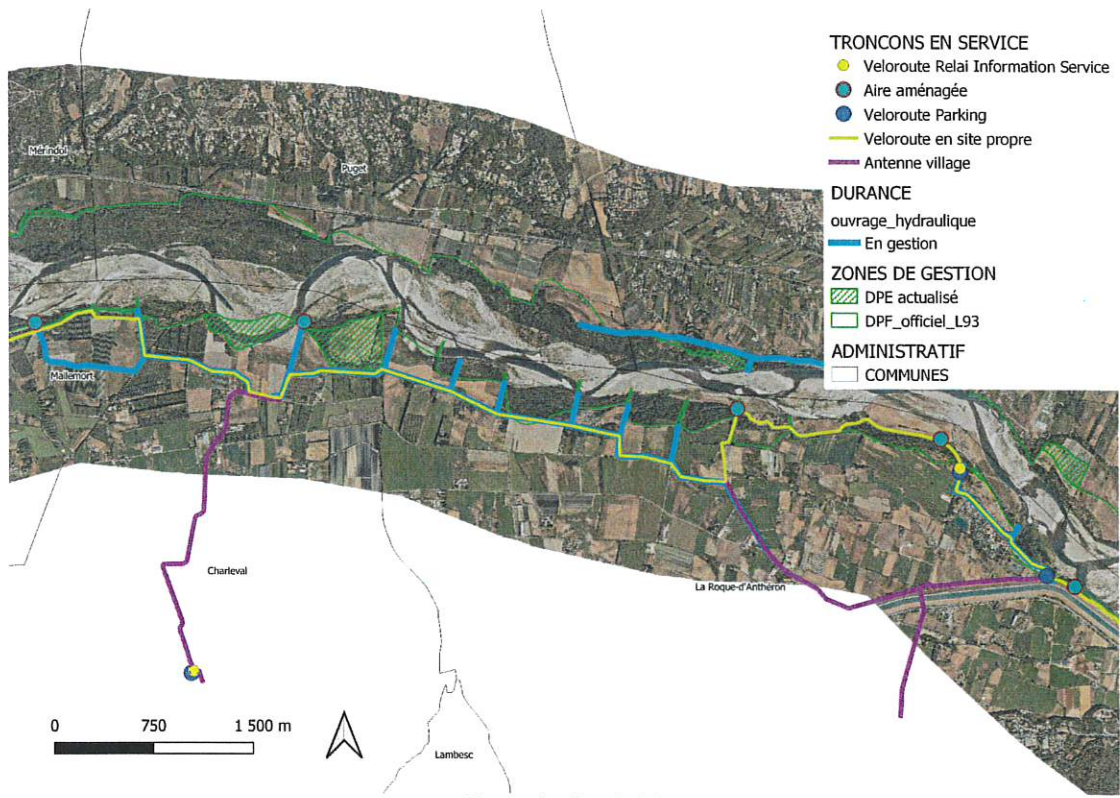 TRONCONS EN SERVICE
Veloroute Relai Information Service
Aire aménagée
Veloroute Parking
Veloroute en site propre
Antenne village
DURANCE
ouvrage_hydraulique
En gestion
ZONES DE GESTION
DPE actualisé
DPF_officiel_L93
ADMINISTRATIF
COMMUNES
Mérindol
Puget
Mallemort
Charleval
La Roque-d'Anthéron
Lambesc
0 750 1 500 m